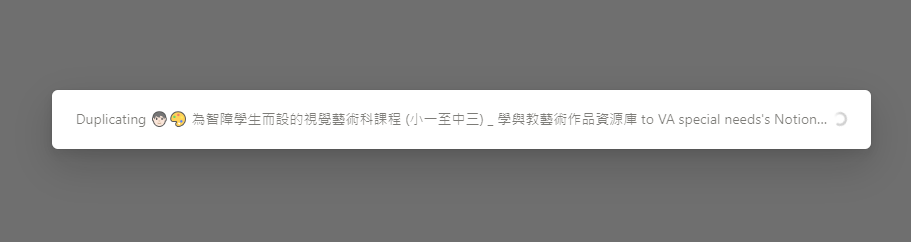 Duplicating 🧑🏻🎨 為智障學生而設的視覺藝術科課程 (小一至中三) _ 學與教藝術作品資源庫 to VA special needs's Notion...